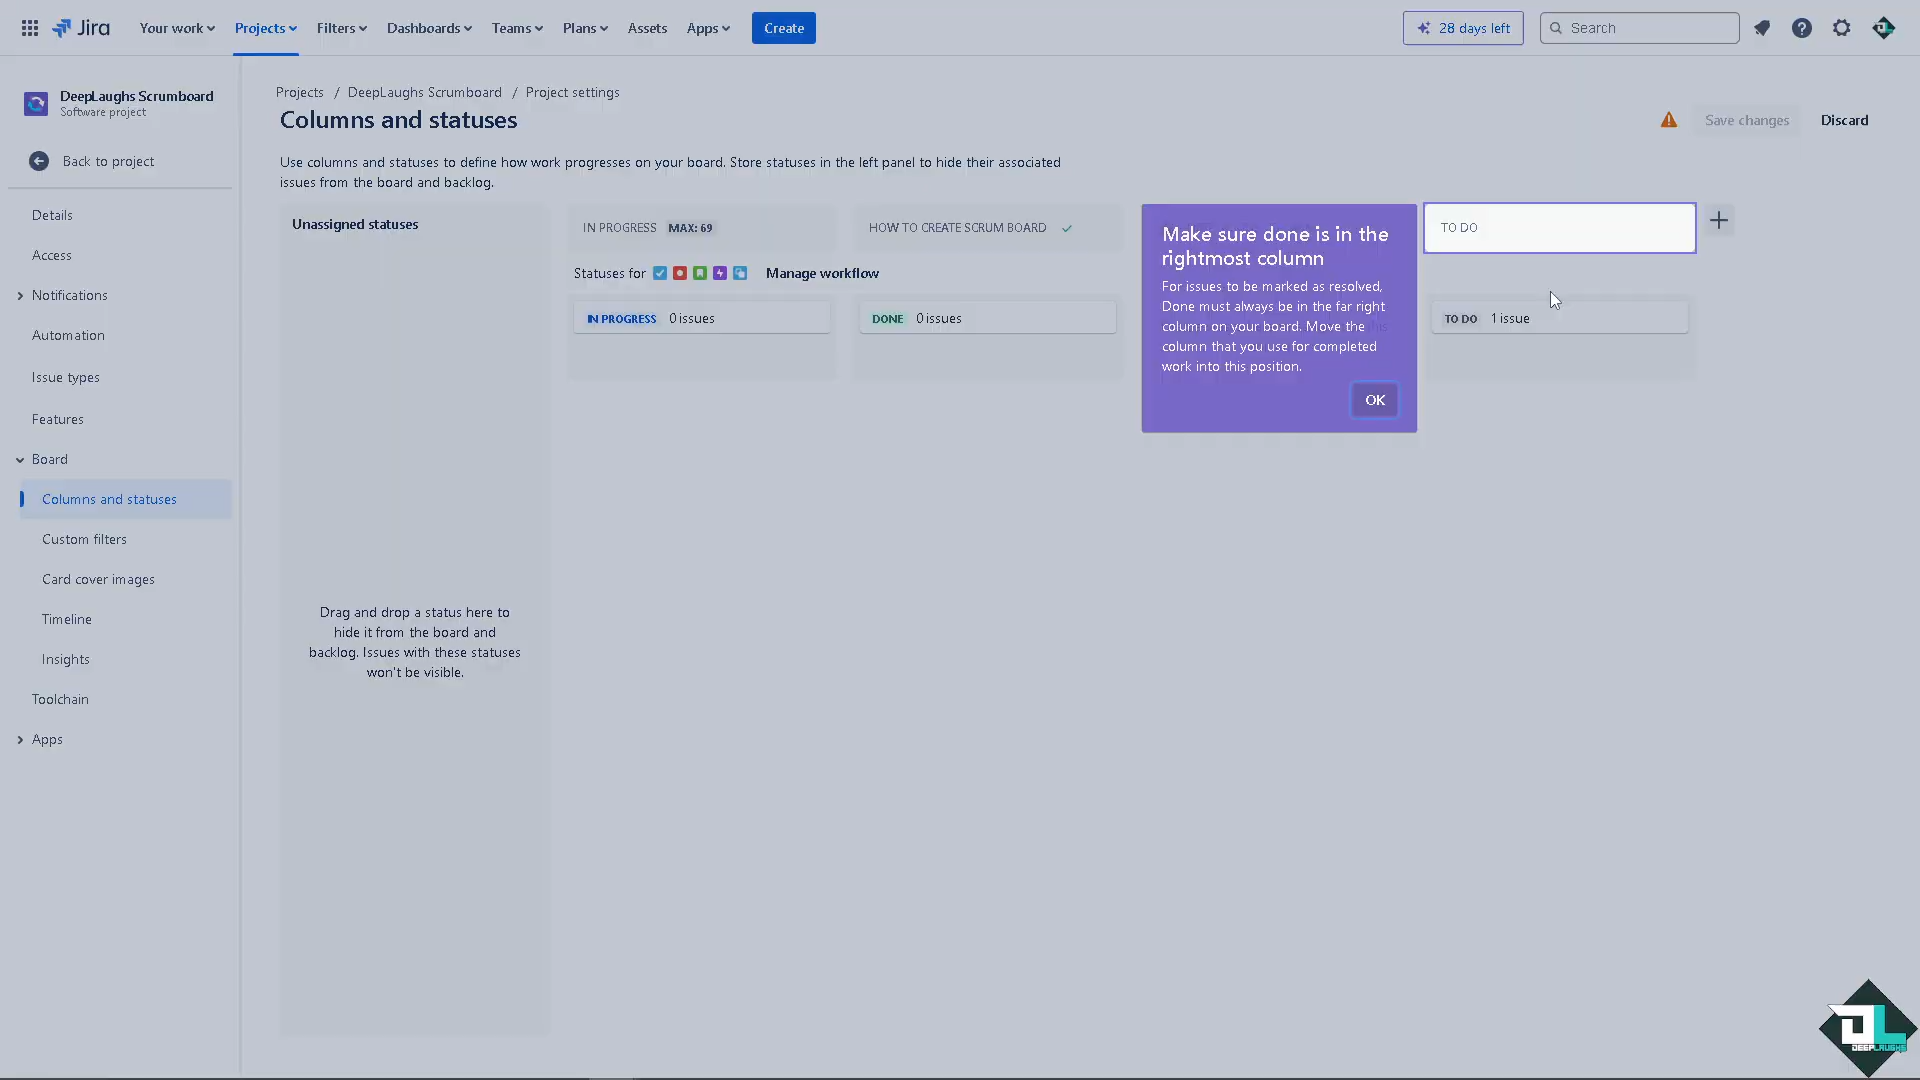 Jira
Your work
Projects
Filters
Dashboards
Teams
Plans
Assets
Apps
Create
28 days left
Search
DeepLaughs Scrumboard
Software project
Back to project
Details
Access
Notifications
Automation
Issue types
Features
Board
Columns and statuses
Custom filters
Card cover images
Timeline
Insights
Toolchain
Apps
Projects / DeepLaughs Scrumboard / Project settings
Columns and statuses
Save changes
Discard
Use columns and statuses to define how work progresses on your board. Store statuses in the left panel to hide their associated
issues from the board and backlog.
Unassigned statuses
Drag and drop a status here to
hide it from the board and
backlog. Issues with these statuses
won't be visible.
IN PROGRESS MAX: 69
HOW TO CREATE SCRUM BOARD
Statuses for
Manage workflow
IN PROGRESS 0 issues
DONE 0 issues
Make sure done is in the
rightmost column
For issues to be marked as resolved,
Done must always be in the far right
column on your board. Move the
column that you use for completed
work into this position.
OK
TO DO
TO DO 1 issue
DL
DEEPLAUGHS